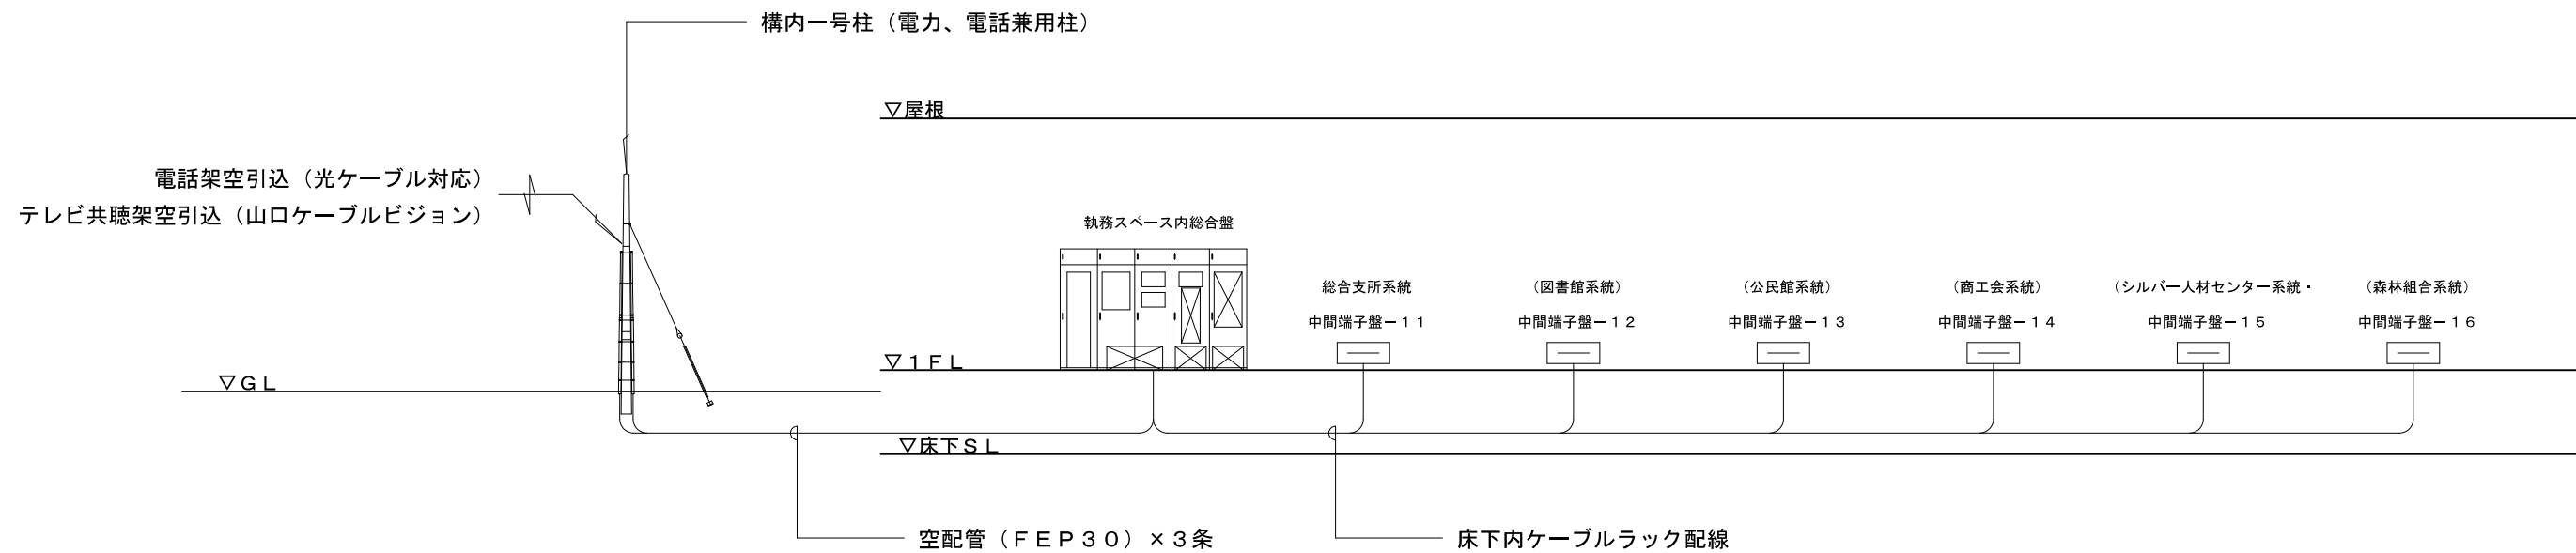 構内一号柱（電力、電話兼用柱）
▽屋根
電話架空引込（光ケーブル対応）
テレビ共聴架空引込（山口ケーブルビジョン）
執務スペース内総合盤
総合支所系統
（図書館系統）
（公民館系統）
（商工会系統）
（シルバー人材センター系統・
（森林組合系統）
中間端子盤－１１
中間端子盤－１２
中間端子盤－１３
中間端子盤－１４
中間端子盤－１５
中間端子盤－１６
▽１ＦＬ
▽ＧＬ
▽床下ＳＬ
空配管（ＦＥＰ３０）×３条
床下内ケーブルラック配線